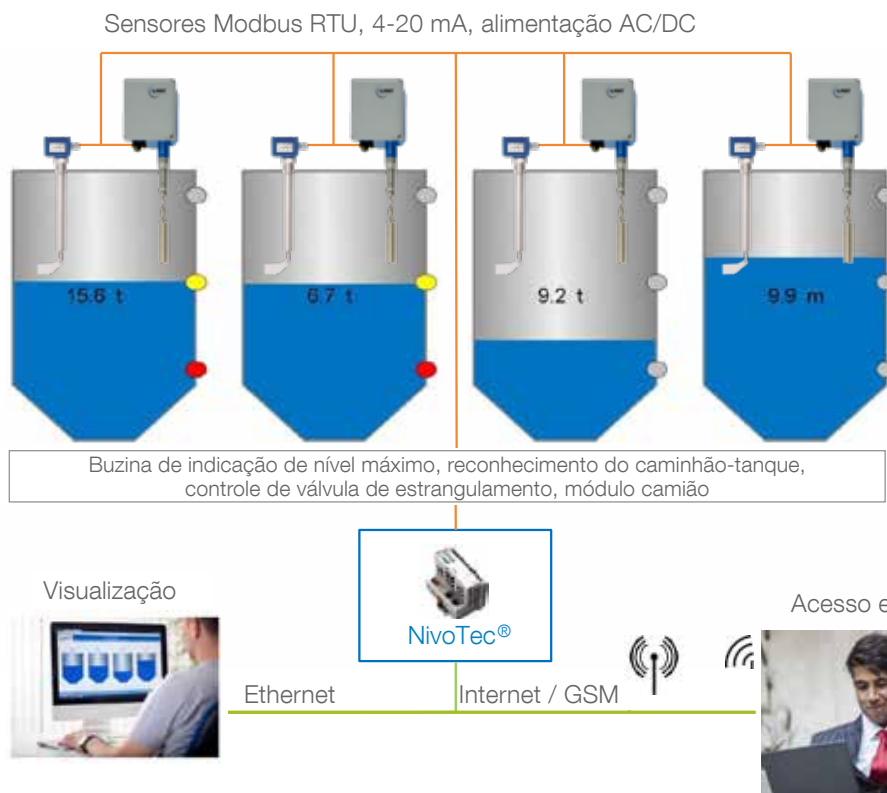 Sensores Modbus RTU, 4-20 mA, alimentação AC/DC
15.6 t
6.7 t
9.2 t
9.9 m
Buzina de indicação de nível máximo, reconhecimento do caminhão-tanque,
controle de válvula de estrangulamento, módulo camião
Visualização
NivoTec®
Acesso e
Ethernet
Internet / GSM